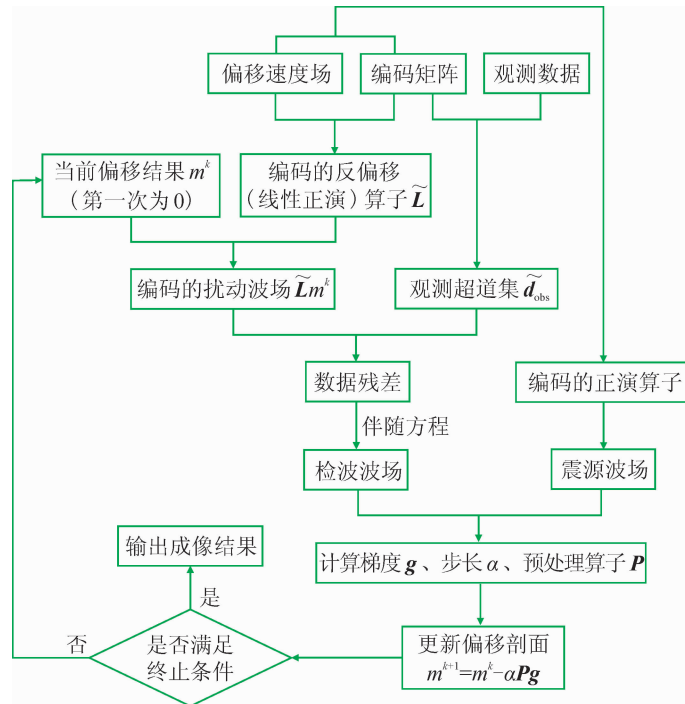 偏移速度场
编码矩阵
观测数据
当前偏移结果 m^k
(第一次为0)
编码的反偏移
(线性正演)算子 L̃
编码的扰动波场 L̃m^k
观测超道集 d̃_obs
数据残差
编码的正演算子
伴随方程
检波波场
震源波场
输出成像结果
计算梯度 g、步长 α、预处理算子 P
是
否
是否满足
终止条件
更新偏移剖面
m^{k+1}=m^k-αPg